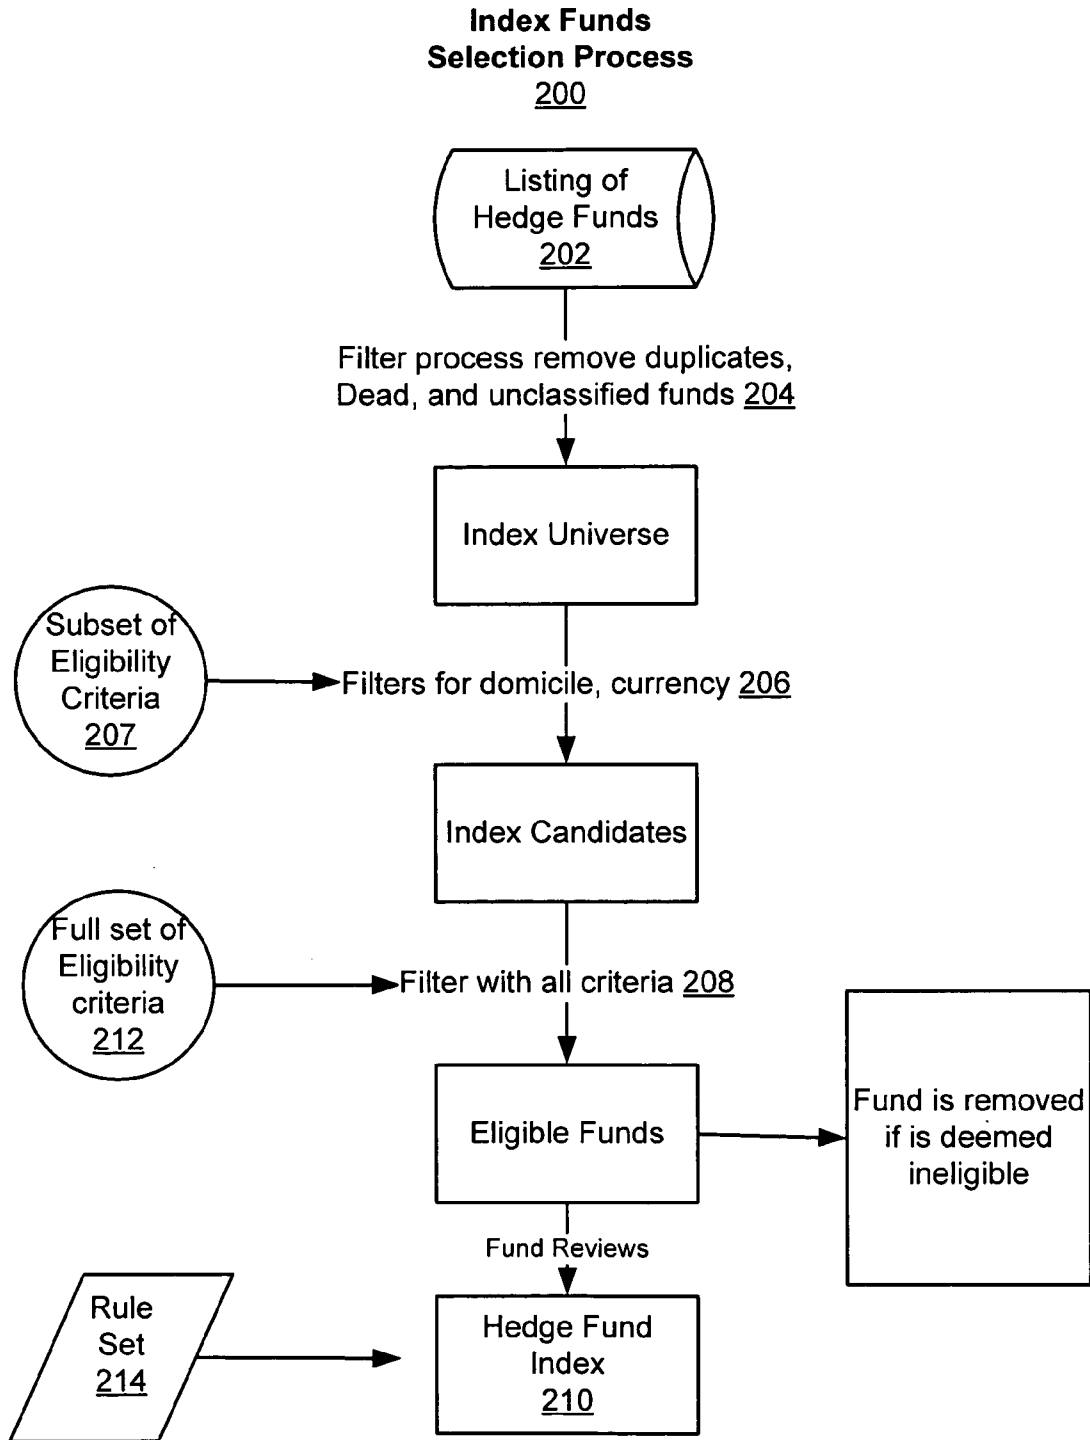 Index Funds
Selection Process
200
Listing of
Hedge Funds
202
Filter process remove duplicates,
Dead, and unclassified funds 204
Index Universe
Subset of
Eligibility
Criteria
207
Filters for domicile, currency 206
Index Candidates
Full set of
Eligibility
criteria
212
Filter with all criteria 208
Eligible Funds
Fund is removed
if is deemed
ineligible
Fund Reviews
Rule
Set
214
Hedge Fund
Index
210